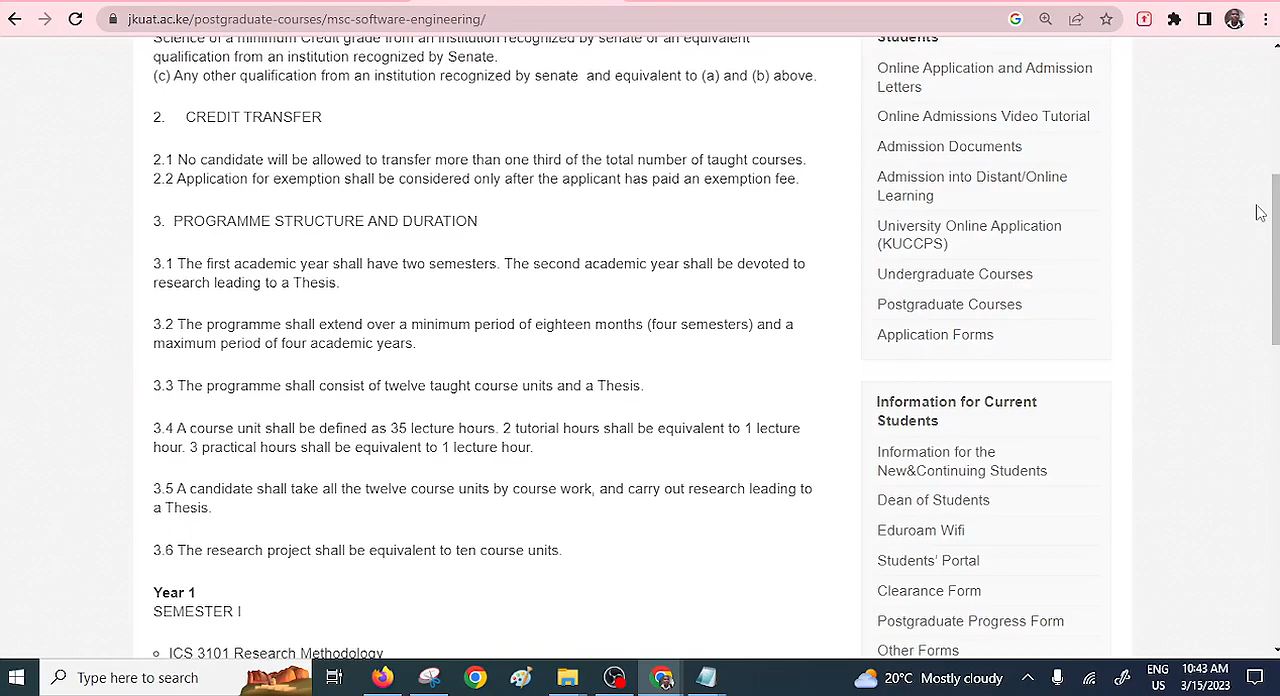 jkuat.ac.ke/postgraduate-courses/msc-software-engineering/
Science of a minimum Credit grade from an institution recognized by senate or an equivalent
qualification from an institution recognized by Senate.
(c) Any other qualification from an institution recognized by senate and equivalent to (a) and (b) above.
2. CREDIT TRANSFER
2.1 No candidate will be allowed to transfer more than one third of the total number of taught courses.
2.2 Application for exemption shall be considered only after the applicant has paid an exemption fee.
3. PROGRAMME STRUCTURE AND DURATION
3.1 The first academic year shall have two semesters. The second academic year shall be devoted to
research leading to a Thesis.
3.2 The programme shall extend over a minimum period of eighteen months (four semesters) and a
maximum period of four academic years.
3.3 The programme shall consist of twelve taught course units and a Thesis.
3.4 A course unit shall be defined as 35 lecture hours. 2 tutorial hours shall be equivalent to 1 lecture
hour. 3 practical hours shall be equivalent to 1 lecture hour.
3.5 A candidate shall take all the twelve course units by course work, and carry out research leading to
a Thesis.
3.6 The research project shall be equivalent to ten course units.
Year 1
SEMESTER I
ICS 3101 Research Methodology
Students
Online Application and Admission
Letters
Online Admissions Video Tutorial
Admission Documents
Admission into Distant/Online
Learning
University Online Application
(KUCCPS)
Undergraduate Courses
Postgraduate Courses
Application Forms
Information for Current
Students
Information for the
New&Continuing Students
Dean of Students
Eduroam Wifi
Students' Portal
Clearance Form
Postgraduate Progress Form
Other Forms
Type here to search
20°C Mostly cloudy
ENG
US
10:43 AM
3/15/2023